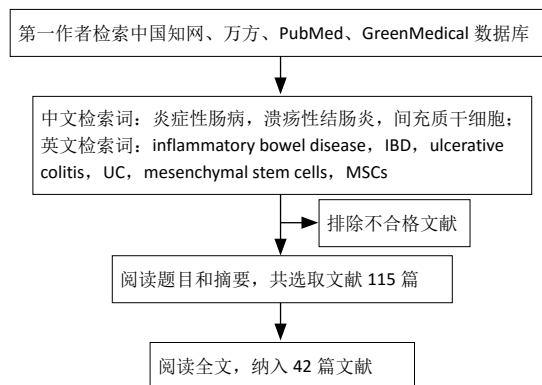 第一作者检索中国知网、万方、PubMed、GreenMedical 数据库
中文检索词：炎症性肠病，溃疡性结肠炎，间充质干细胞；
英文检索词：inflammatory bowel disease，IBD，ulcerative
colitis，UC，mesenchymal stem cells，MSCs
排除不合格文献
阅读题目和摘要，共选取文献 115 篇
阅读全文，纳入 42 篇文献